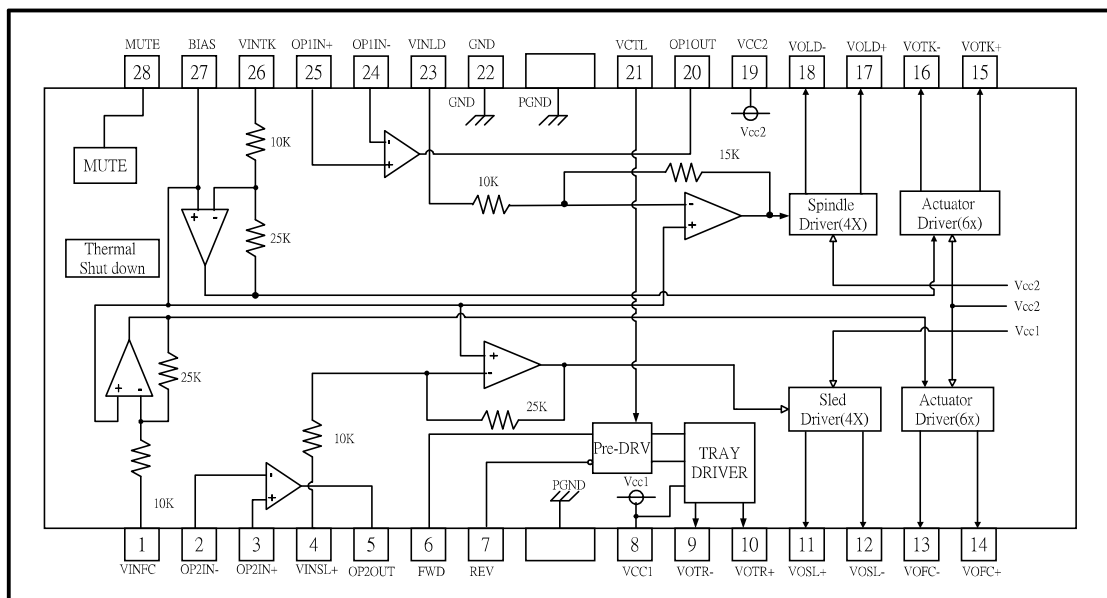 MUTE BIAS VINTK OP1IN+ OP1IN- VINLD GND VCTL OP1OUT VCC2 VOLD- VOLD+ VOTK- VOTK+
28 27 26 25 24 23 22 21 20 19 18 17 16 15
GND PGND
Vcc2
MUTE
10K
15K
10K
Spindle
Driver(4X)
Actuator
Driver(6x)
25K
Thermal
Shut down
Vcc2
Vcc2
Vcc1
25K
25K
Sled
Driver(4X)
Actuator
Driver(6x)
10K
Pre-DRV
TRAY
DRIVER
Vcc1
PGND
10K
1 2 3 4 5 6 7 8 9 10 11 12 13 14
VINFC OP2IN- OP2IN+ VINSL+ OP2OUT FWD REV VCC1 VOTR- VOTR+ VOSL+ VOSL- VOFC- VOFC+